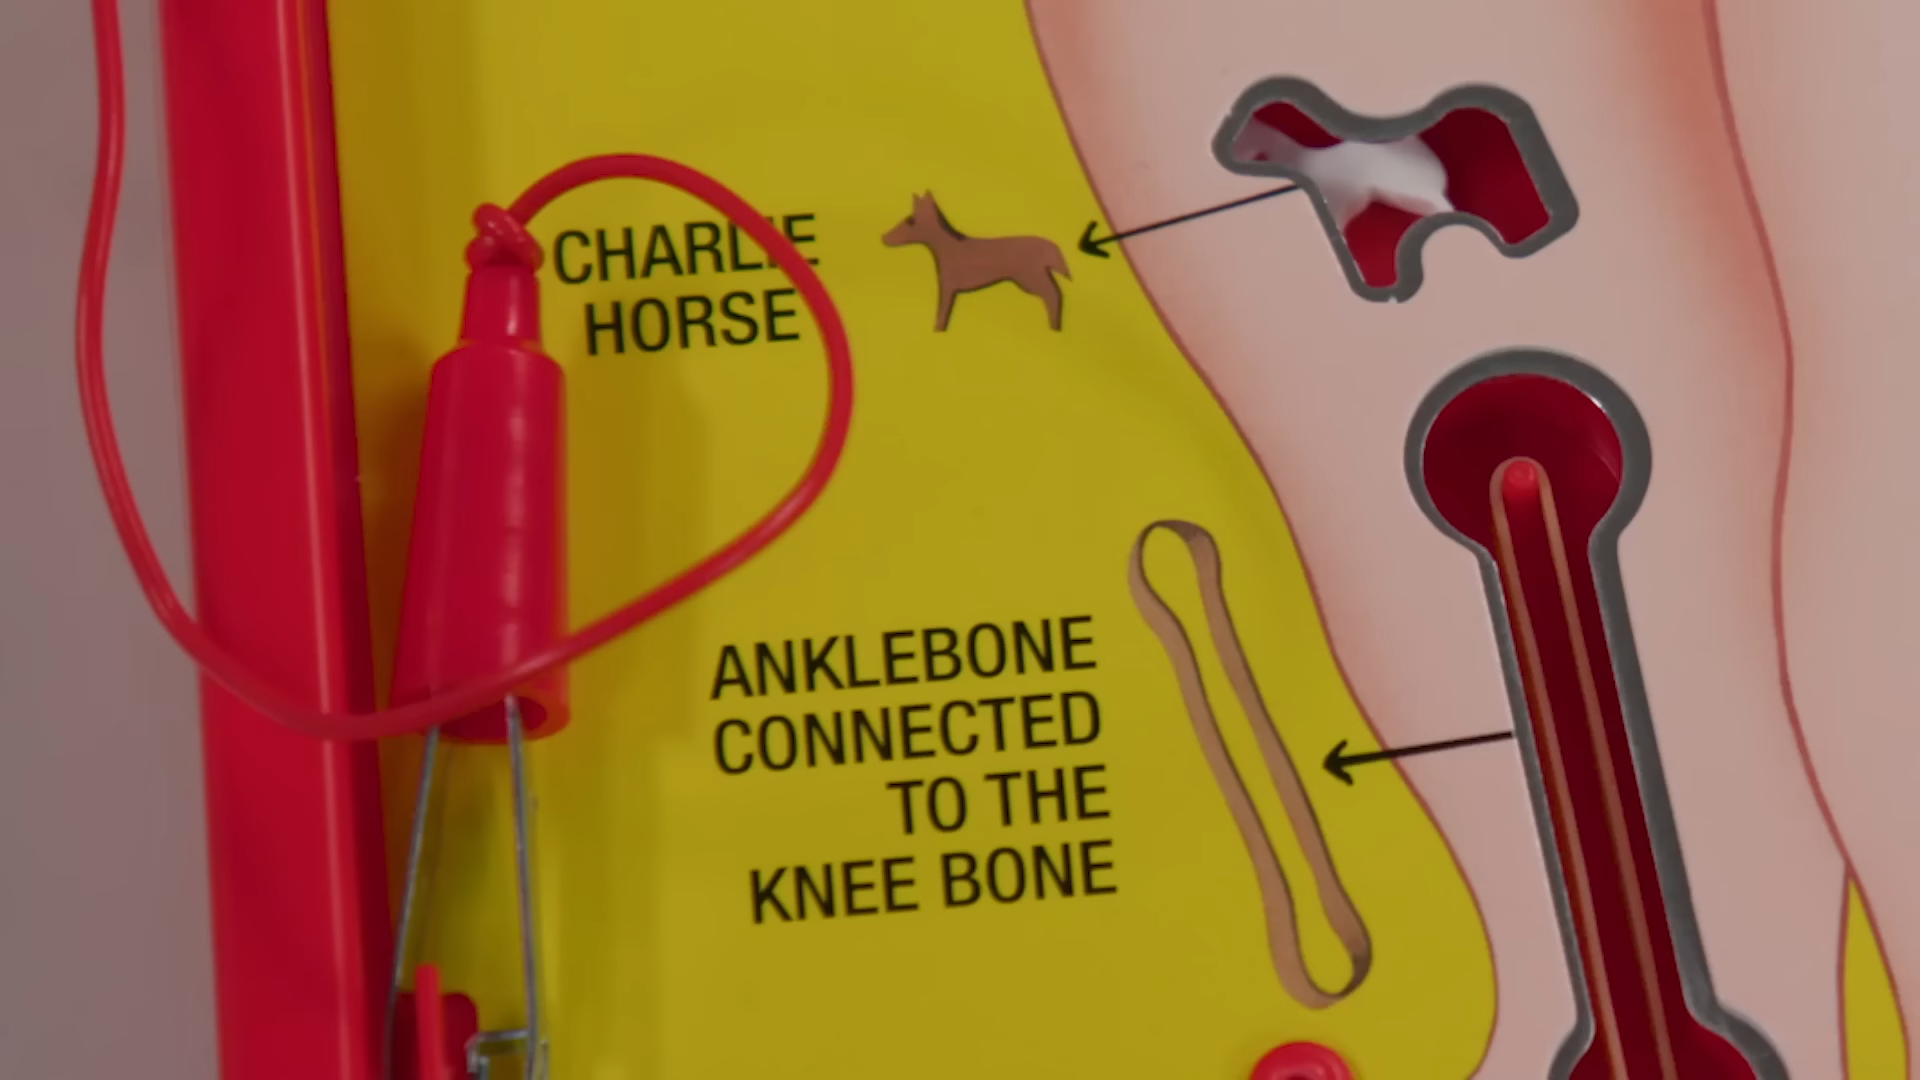 CHARLIE
HORSE
ANKLEBONE
CONNECTED
TO THE
KNEE BONE